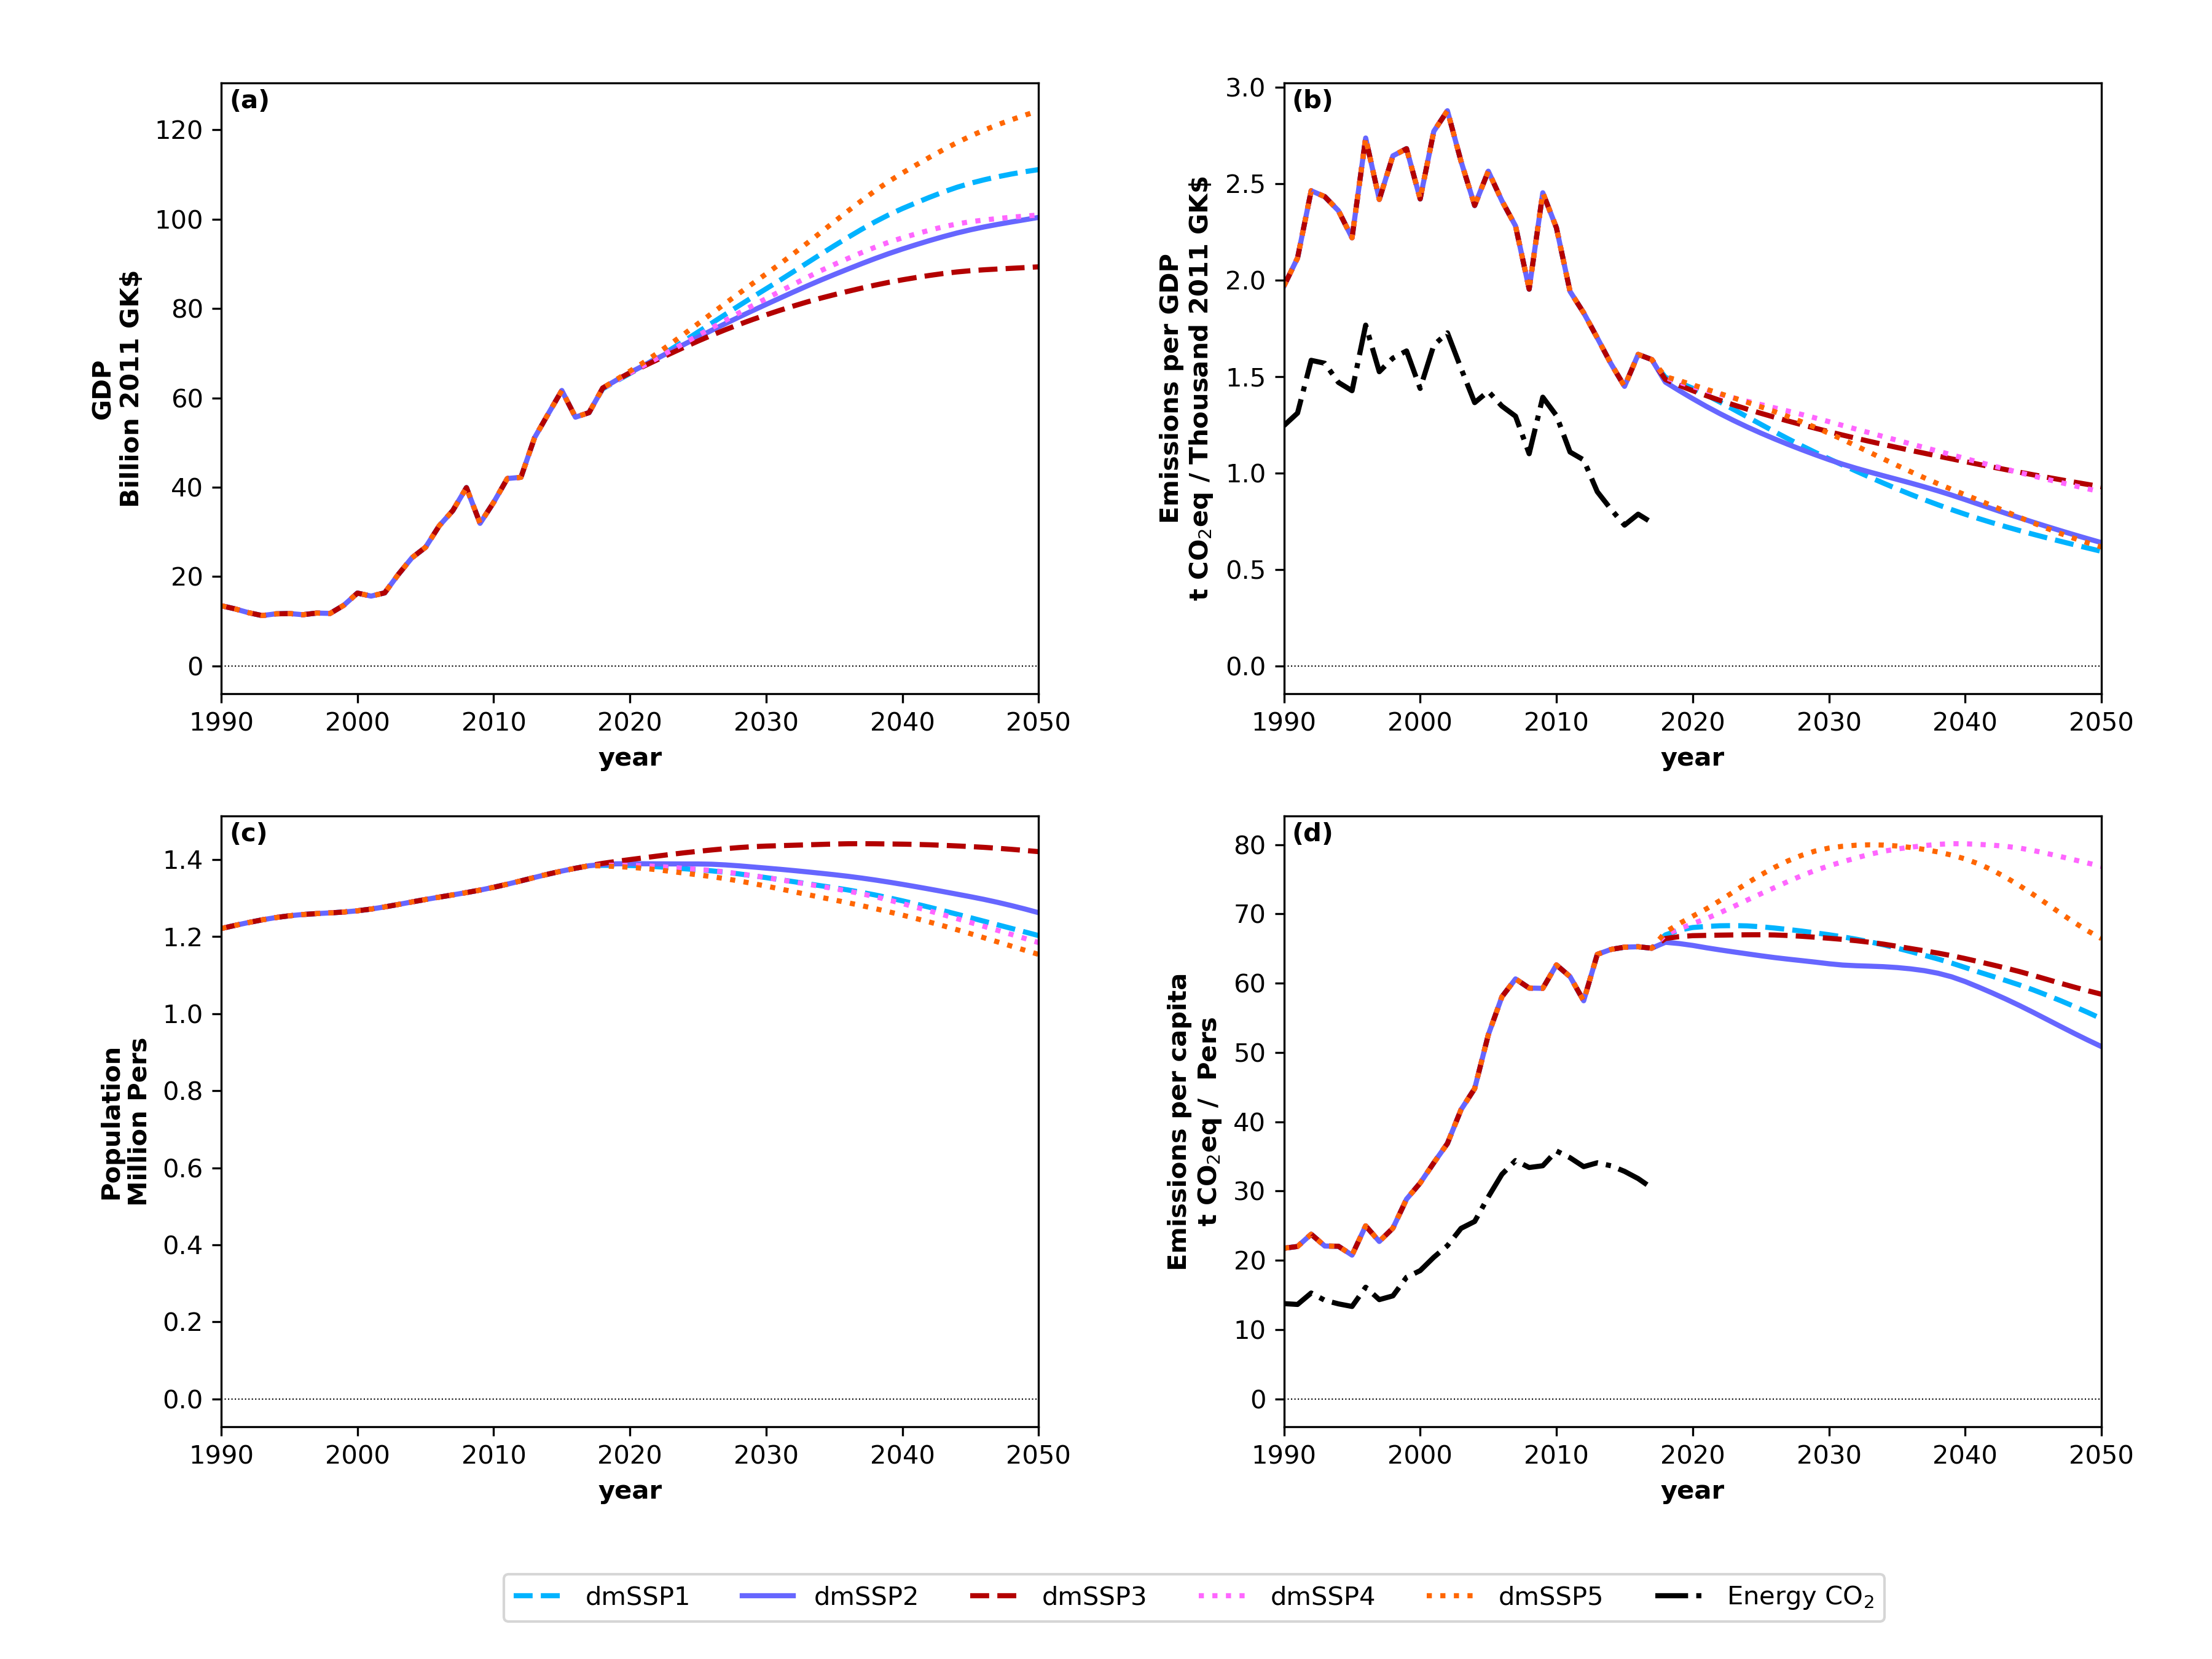 (a)
GDP
Billion 2011 GK$
120
100
80
60
40
20
0
1990 2000 2010 2020 2030 2040 2050
year
(b)
Emissions per GDP
t CO₂eq / Thousand 2011 GK$
3.0
2.5
2.0
1.5
1.0
0.5
0.0
1990 2000 2010 2020 2030 2040 2050
year
(c)
Population
Million Pers
1.4
1.2
1.0
0.8
0.6
0.4
0.2
0.0
1990 2000 2010 2020 2030 2040 2050
year
(d)
Emissions per capita
t CO₂eq / Pers
80
70
60
50
40
30
20
10
0
1990 2000 2010 2020 2030 2040 2050
year
dmSSP1 dmSSP2 dmSSP3 dmSSP4 dmSSP5 Energy CO₂